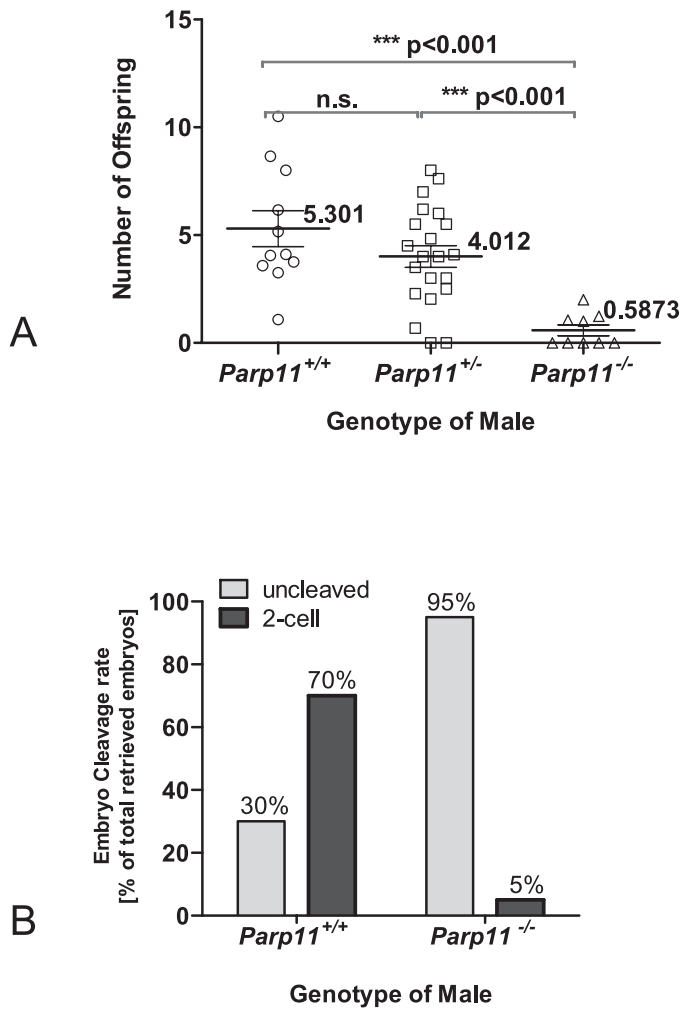 15
*** p<0.001
n.s.
*** p<0.001
10
5.301
4.012
5
0.5873
0
Number of Offspring
A
Parp11+/+
Parp11+/-
Parp11-/-
Genotype of Male
uncleaved
2-cell
100
95%
80
70%
60
40
30%
20
5%
0
Embryo Cleavage rate
[% of total retrieved embryos]
B
Parp11+/+
Parp11 -/-
Genotype of Male